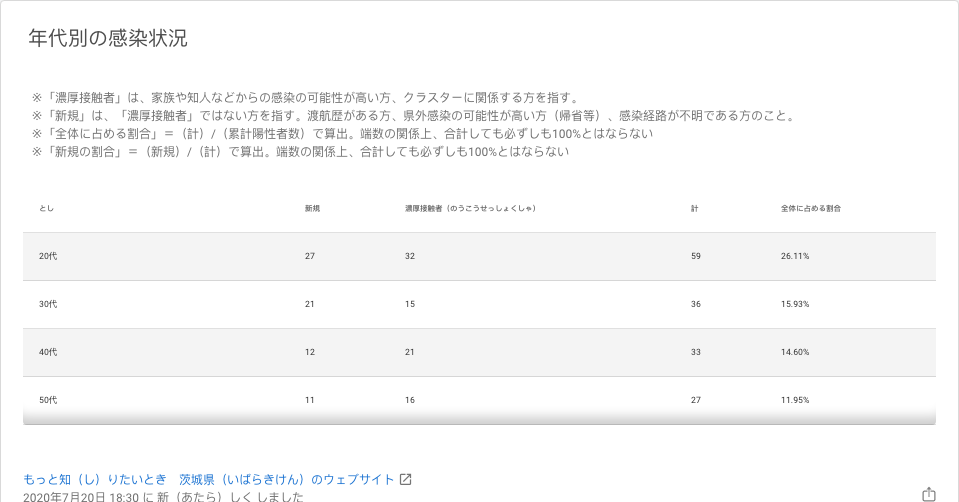 年代別の感染状況
※「濃厚接触者」は、家族や知人などからの感染の可能性が高い方、クラスターに関係する方を指す。
※「新規」は、「濃厚接触者」ではない方を指す。渡航歴がある方、県外感染の可能性が高い方（帰省等）、感染経路が不明である方のこと。
※「全体に占める割合」＝（計）/（累計陽性者数）で算出。端数の関係上、合計しても必ずしも100%とはならない
※「新規の割合」＝（新規）/（計）で算出。端数の関係上、合計しても必ずしも100%とはならない
とし 新規 濃厚接触者（のうこうせっしょくしゃ） 計 全体に占める割合
20代 27 32 59 26.11%
30代 21 15 36 15.93%
40代 12 21 33 14.60%
50代 11 16 27 11.95%
もっと知（し）りたいとき　茨城県（いばらきけん）のウェブサイト
2020年7月20日 18:30 に 新（あたら）しく しました